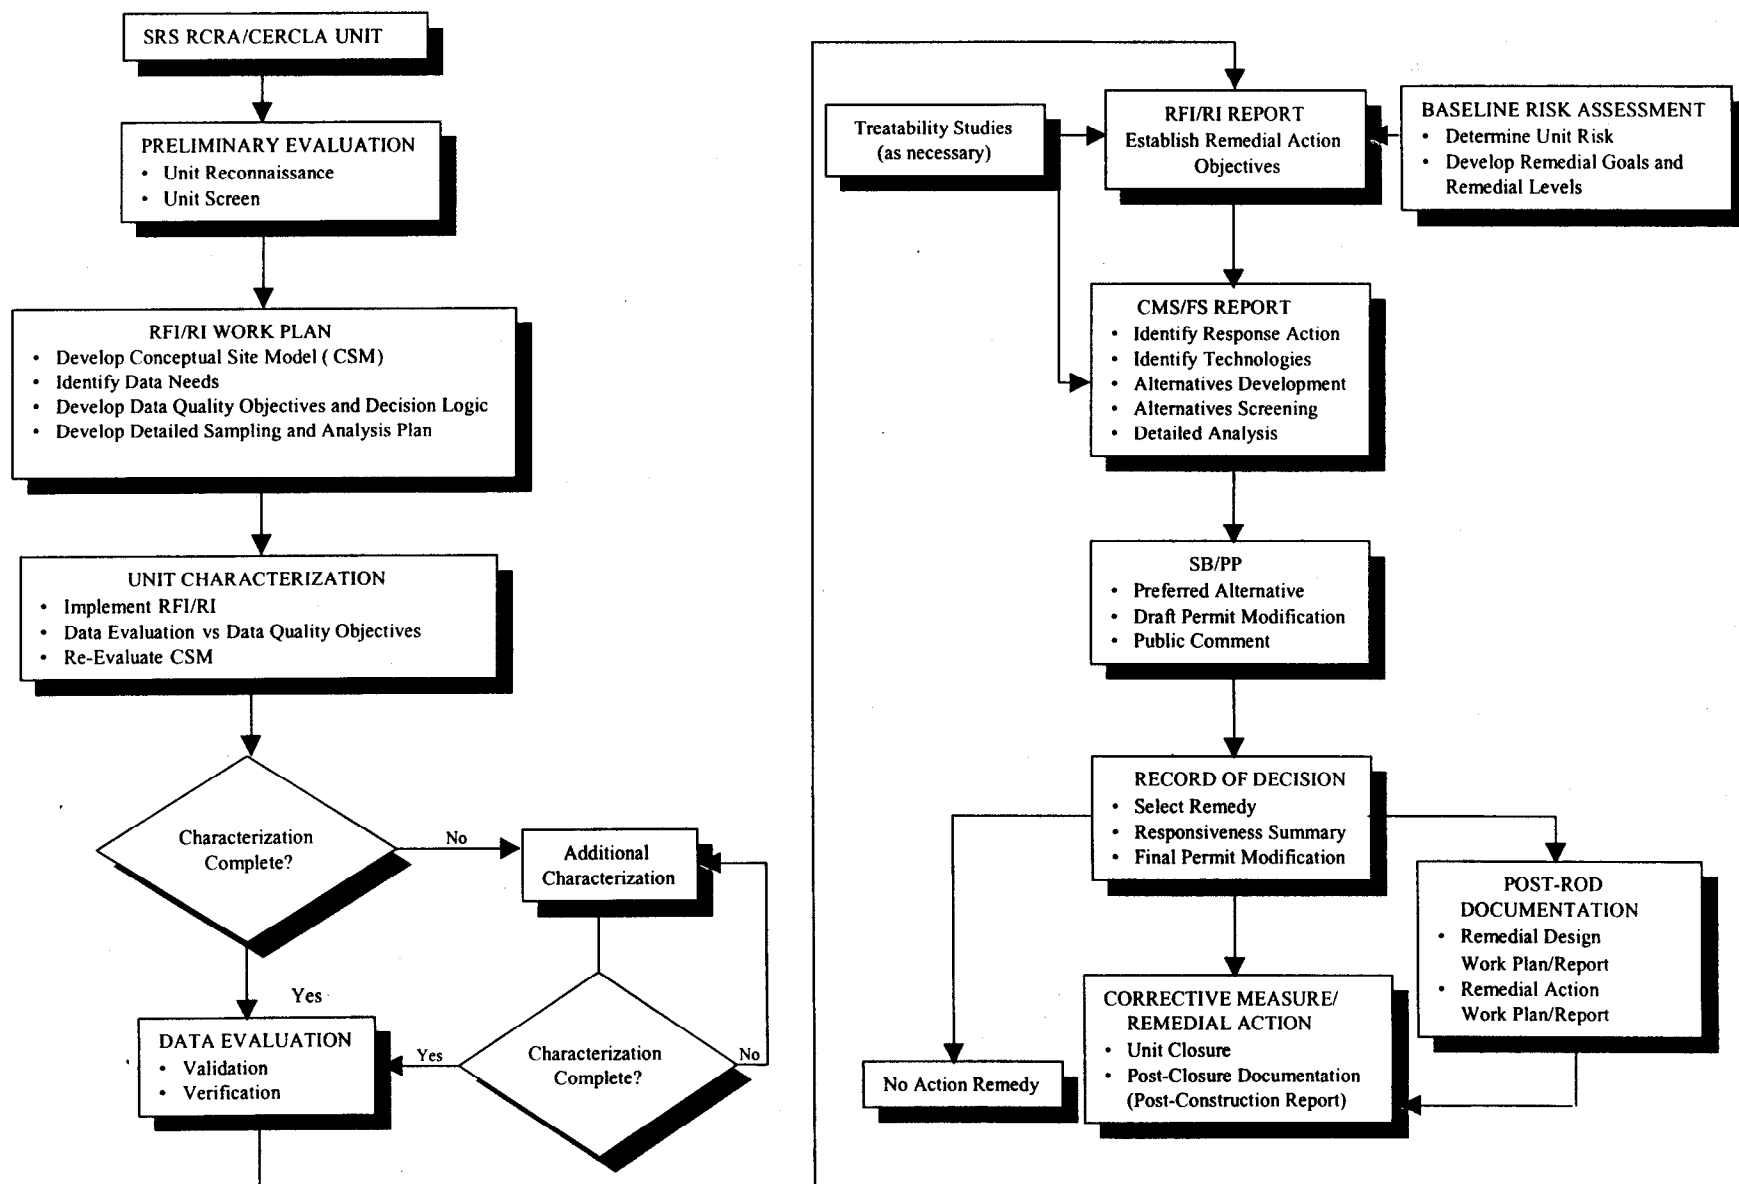 SRS RCRA/CERCLA UNIT
PRELIMINARY EVALUATION
• Unit Reconnaissance
• Unit Screen
RFI/RI WORK PLAN
• Develop Conceptual Site Model ( CSM)
• Identify Data Needs
• Develop Data Quality Objectives and Decision Logic
• Develop Detailed Sampling and Analysis Plan
UNIT CHARACTERIZATION
• Implement RFI/RI
• Data Evaluation vs Data Quality Objectives
• Re-Evaluate CSM
Characterization
Complete?
No
Additional
Characterization
Yes
DATA EVALUATION
• Validation
• Verification
Yes
Characterization
Complete?
No
Treatability Studies
(as necessary)
RFI/RI REPORT
Establish Remedial Action
Objectives
BASELINE RISK ASSESSMENT
• Determine Unit Risk
• Develop Remedial Goals and
Remedial Levels
CMS/FS REPORT
• Identify Response Action
• Identify Technologies
• Alternatives Development
• Alternatives Screening
• Detailed Analysis
SB/PP
• Preferred Alternative
• Draft Permit Modification
• Public Comment
RECORD OF DECISION
• Select Remedy
• Responsiveness Summary
• Final Permit Modification
POST-ROD
DOCUMENTATION
• Remedial Design
Work Plan/Report
• Remedial Action
Work Plan/Report
CORRECTIVE MEASURE/
REMEDIAL ACTION
• Unit Closure
• Post-Closure Documentation
(Post-Construction Report)
No Action Remedy